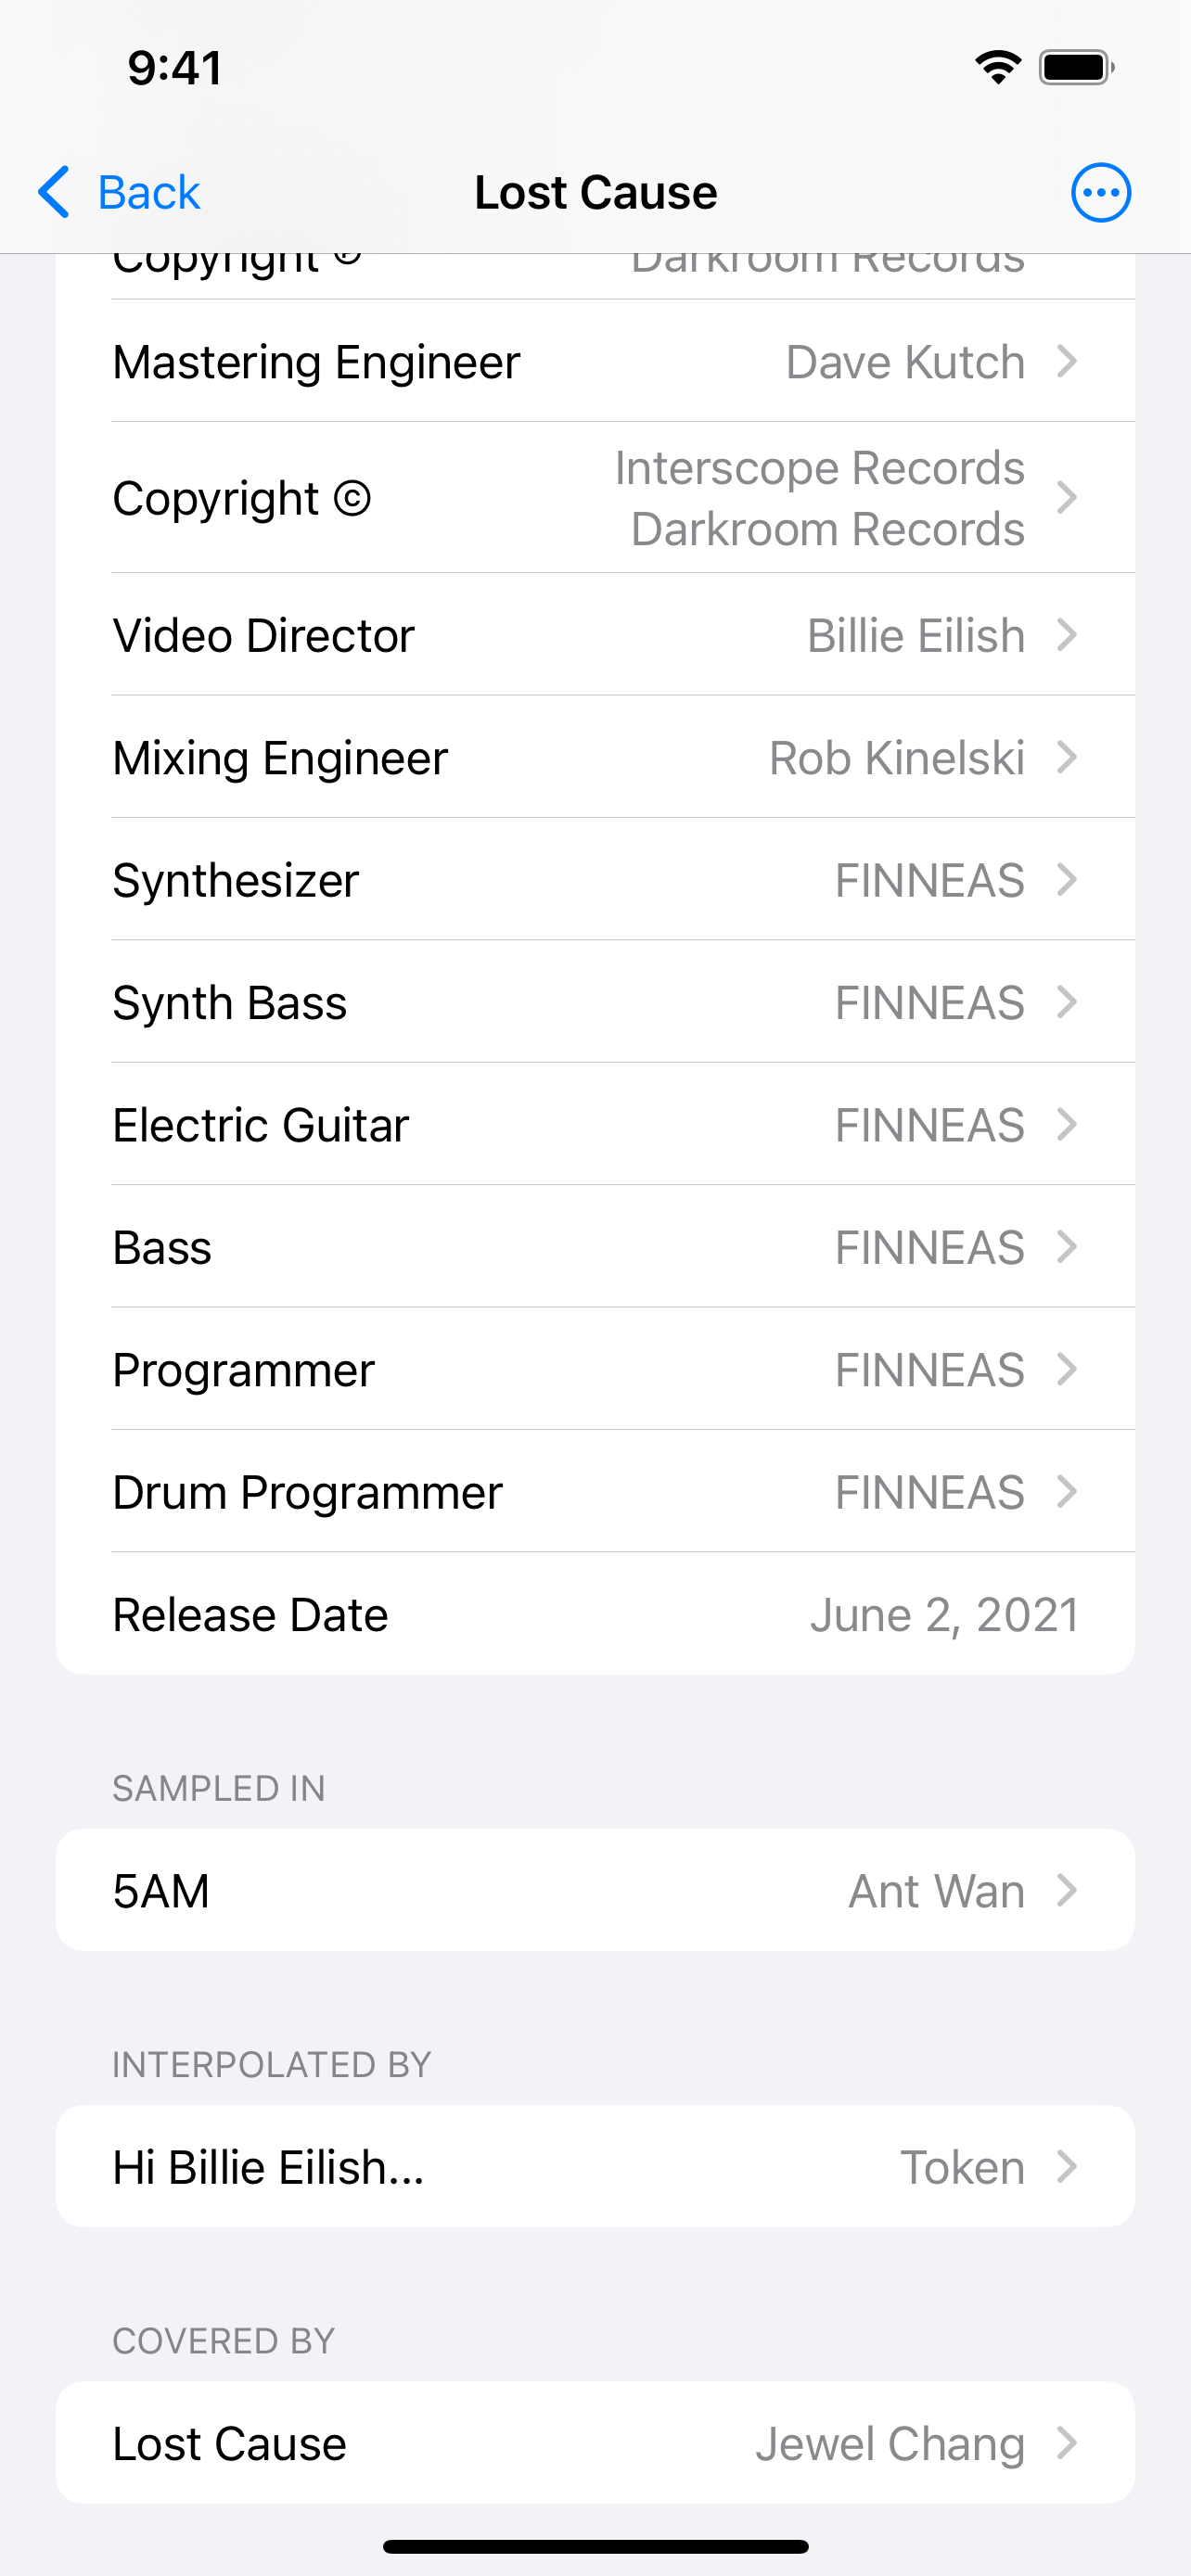 9:41
Back
Lost Cause
Copyright ℗
Darkroom Records
Mastering Engineer
Dave Kutch
Copyright ©
Interscope Records
Darkroom Records
Video Director
Billie Eilish
Mixing Engineer
Rob Kinelski
Synthesizer
FINNEAS
Synth Bass
FINNEAS
Electric Guitar
FINNEAS
Bass
FINNEAS
Programmer
FINNEAS
Drum Programmer
FINNEAS
Release Date
June 2, 2021
SAMPLED IN
5AM
Ant Wan
INTERPOLATED BY
Hi Billie Eilish...
Token
COVERED BY
Lost Cause
Jewel Chang